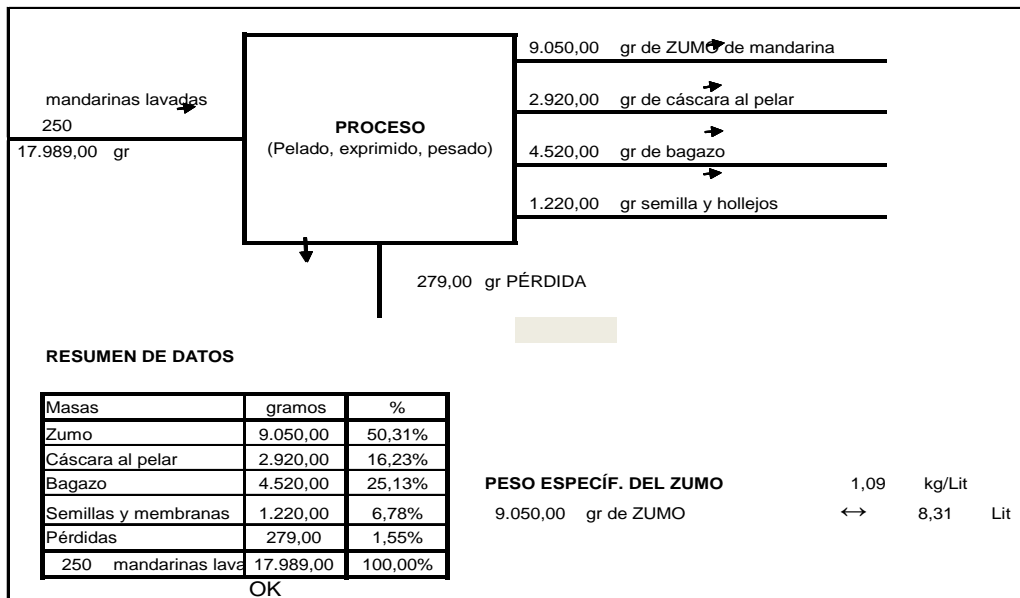 9.050,00 gr de ZUMO de mandarina
mandarinas lavadas
2.920,00 gr de cáscara al pelar
250
PROCESO
17.989,00 gr
(Pelado, exprimido, pesado)
4.520,00 gr de bagazo
1.220,00 gr semilla y hollejos
279,00 gr PÉRDIDA
RESUMEN DE DATOS
Masas gramos %
Zumo 9.050,00 50,31%
Cáscara al pelar 2.920,00 16,23%
Bagazo 4.520,00 25,13%
PESO ESPECÍF. DEL ZUMO 1,09 kg/Lit
Semillas y membranas 1.220,00 6,78%
9.050,00 gr de ZUMO ↔ 8,31 Lit
Pérdidas 279,00 1,55%
250 mandarinas lava 17.989,00 100,00%
OK